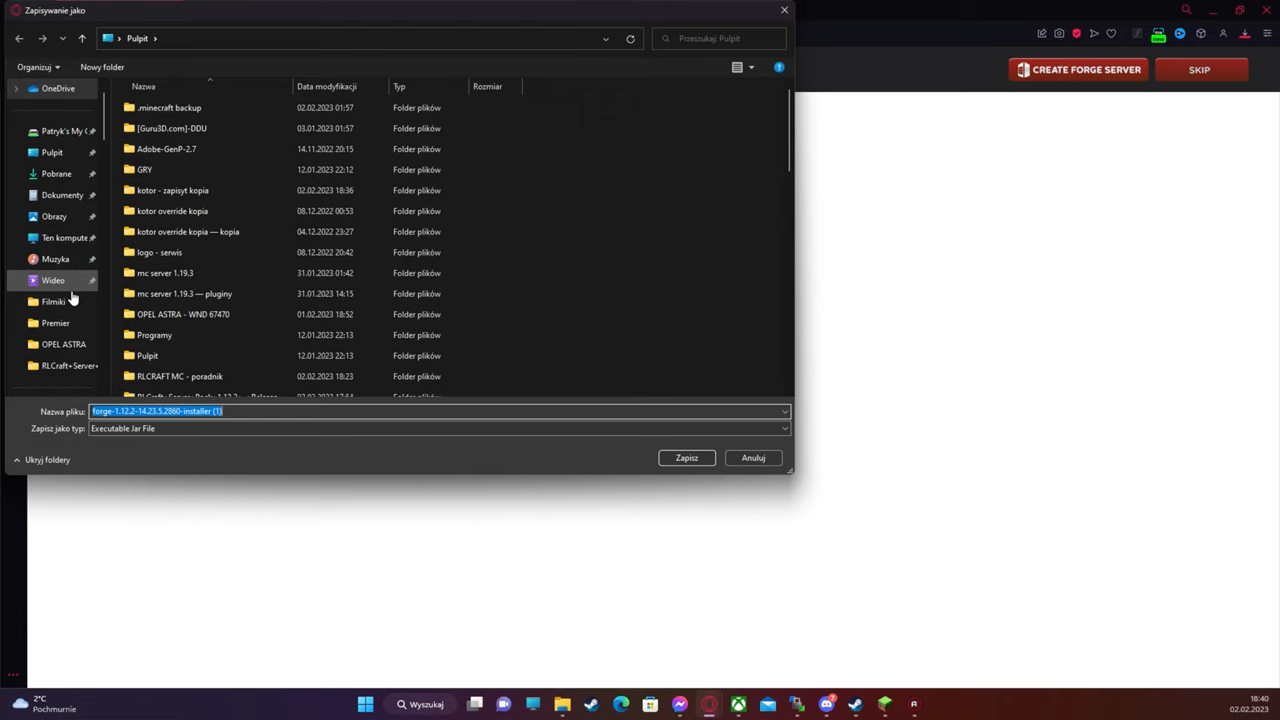 Zapisywanie jako
Pulpit
Przeszukaj: Pulpit
Organizuj
Nowy folder
CREATE FORGE SERVER
SKIP
OneDrive
Patryk's My (
Pulpit
Pobrane
Dokumenty
Obrazy
Ten kompute
Muzyka
Wideo
Filmiki
Premier
OPEL ASTRA
RLCraft+Server+
Nazwa Data modyfikacji Typ Rozmiar
.minecraft backup 02.02.2023 01:57 Folder plików
[Guru3D.com]-DDU 03.01.2023 01:57 Folder plików
Adobe-GenP-2.7 14.11.2022 20:15 Folder plików
GRY 12.01.2023 22:12 Folder plików
kotor - zapisyt kopia 02.02.2023 18:36 Folder plików
kotor override kopia 08.12.2022 00:53 Folder plików
kotor override kopia — kopia 04.12.2022 23:27 Folder plików
logo - serwis 08.12.2022 20:42 Folder plików
mc server 1.19.3 31.01.2023 01:42 Folder plików
mc server 1.19.3 — pluginy 31.01.2023 14:15 Folder plików
OPEL ASTRA - WND 67470 01.02.2023 18:52 Folder plików
Programy 12.01.2023 22:13 Folder plików
Pulpit 12.01.2023 22:13 Folder plików
RLCRAFT MC - poradnik 02.02.2023 18:23 Folder plików
Nazwa pliku: forge-1.12.2-14.23.5.2860-installer (1)
Zapisz jako typ: Executable Jar File
Ukryj foldery
Zapisz
Anuluj
2°C
Pochmurnie
Wyszukaj
7
18:40
02.02.2023